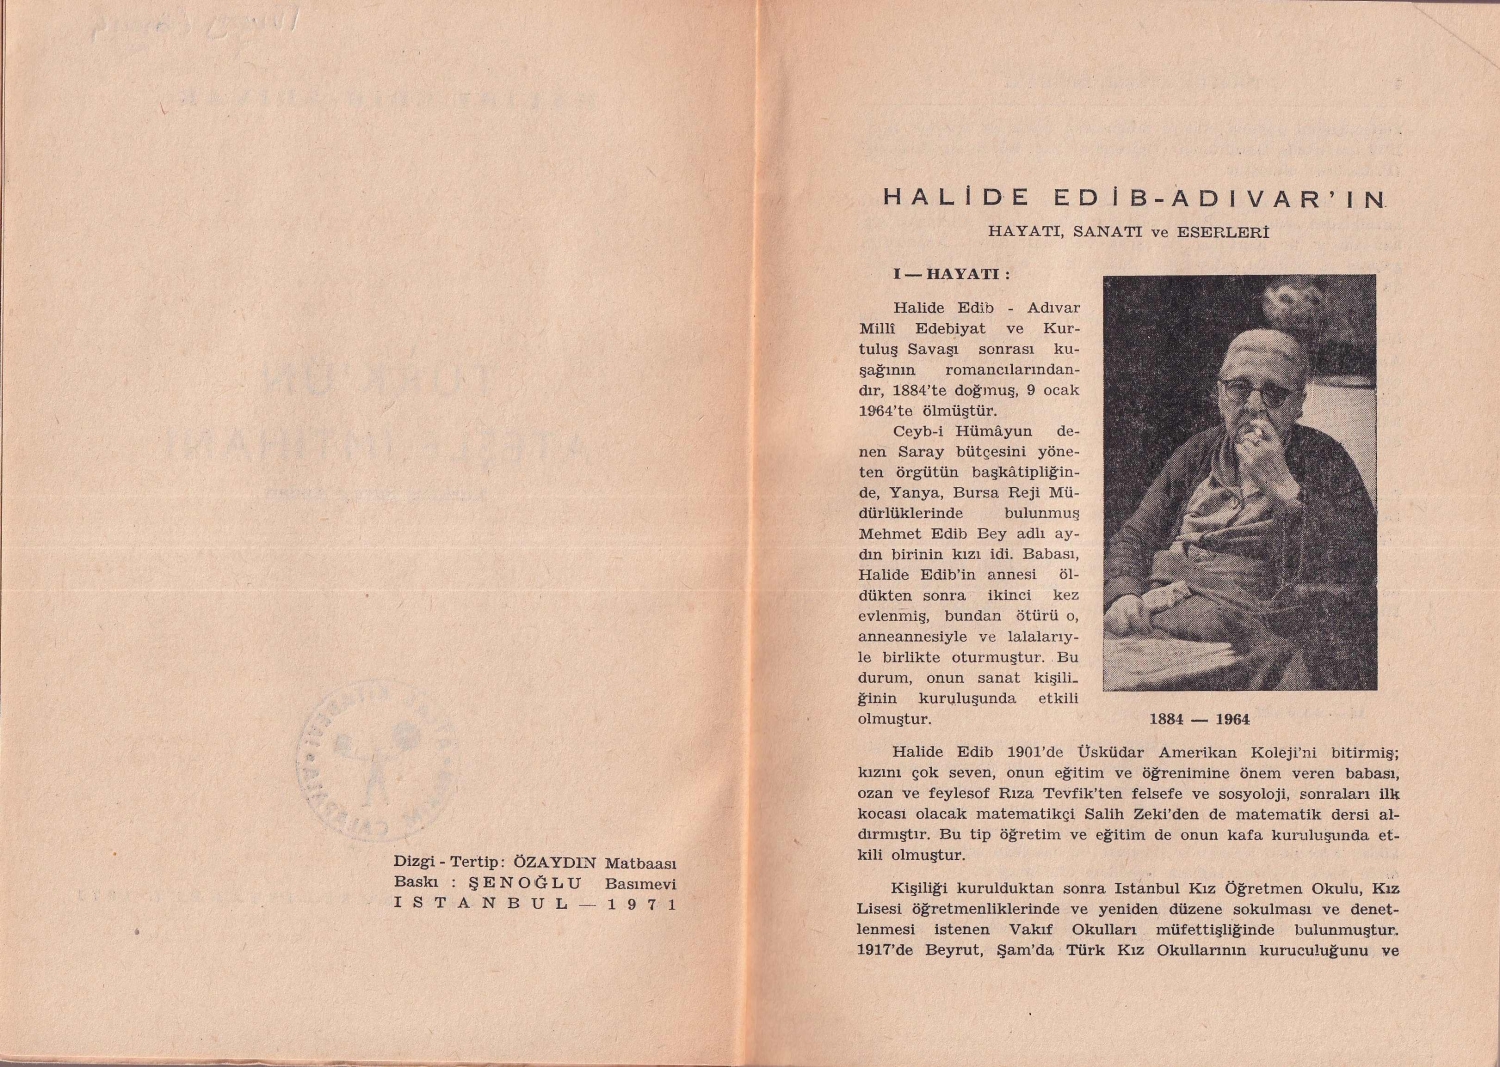 Dizgi - Tertip: ÖZAYDIN Matbaası
Baskı : ŞENOĞLU Basımevi
ISTANBUL — 1971
HALİDE EDİB-ADIVAR'IN
HAYATI, SANATI ve ESERLERİ
I — HAYATI :
Halide Edib - Adıvar
Millî Edebiyat ve Kur-
tuluş Savaşı sonrası ku-
şağının romancılarından-
dır, 1884'te doğmuş, 9 ocak
1964'te ölmüştür.
Ceyb-i Hümâyun de-
nen Saray bütçesini yöne-
ten örgütün başkâtipliğin-
de, Yanya, Bursa Reji Mü-
dürlüklerinde bulunmuş
Mehmet Edib Bey adlı ay-
dın birinin kızı idi. Babası,
Halide Edib'in annesi öl-
dükten sonra ikinci kez
evlenmiş, bundan ötürü o,
anneannesiyle ve lalalarıy-
le birlikte oturmuştur. Bu
durum, onun sanat kişili-
ğinin kuruluşunda etkili
olmuştur.
1884 — 1964
Halide Edib 1901'de Üsküdar Amerikan Koleji'ni bitirmiş;
kızını çok seven, onun eğitim ve öğrenimine önem veren babası,
ozan ve feylesof Rıza Tevfik'ten felsefe ve sosyoloji, sonraları ilk
kocası olacak matematikçi Salih Zeki'den de matematik dersi al-
dırmıştır. Bu tip öğretim ve eğitim de onun kafa kuruluşunda et-
kili olmuştur.
Kişiliği kurulduktan sonra Istanbul Kız Öğretmen Okulu, Kız
Lisesi öğretmenliklerinde ve yeniden düzene sokulması ve denet-
lenmesi istenen Vakıf Okulları müfettişliğinde bulunmuştur.
1917'de Beyrut, Şam'da Türk Kız Okullarının kuruculuğunu ve